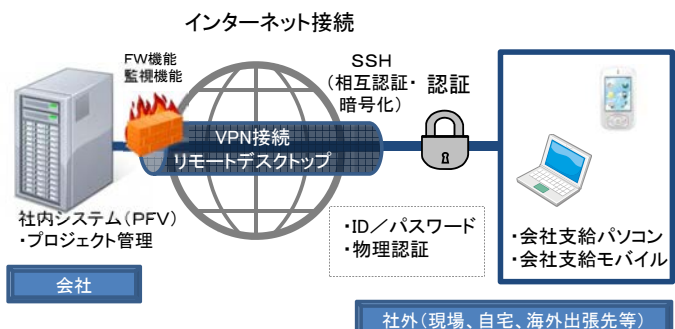 インターネット接続
FW機能
監視機能
SSH
(相互認証・
暗号化)
認証
VPN接続
リモートデスクトップ
社内システム(PFV)
・プロジェクト管理
・ID／パスワード
・物理認証
・会社支給パソコン
・会社支給モバイル
会社
社外(現場、自宅、海外出張先等)